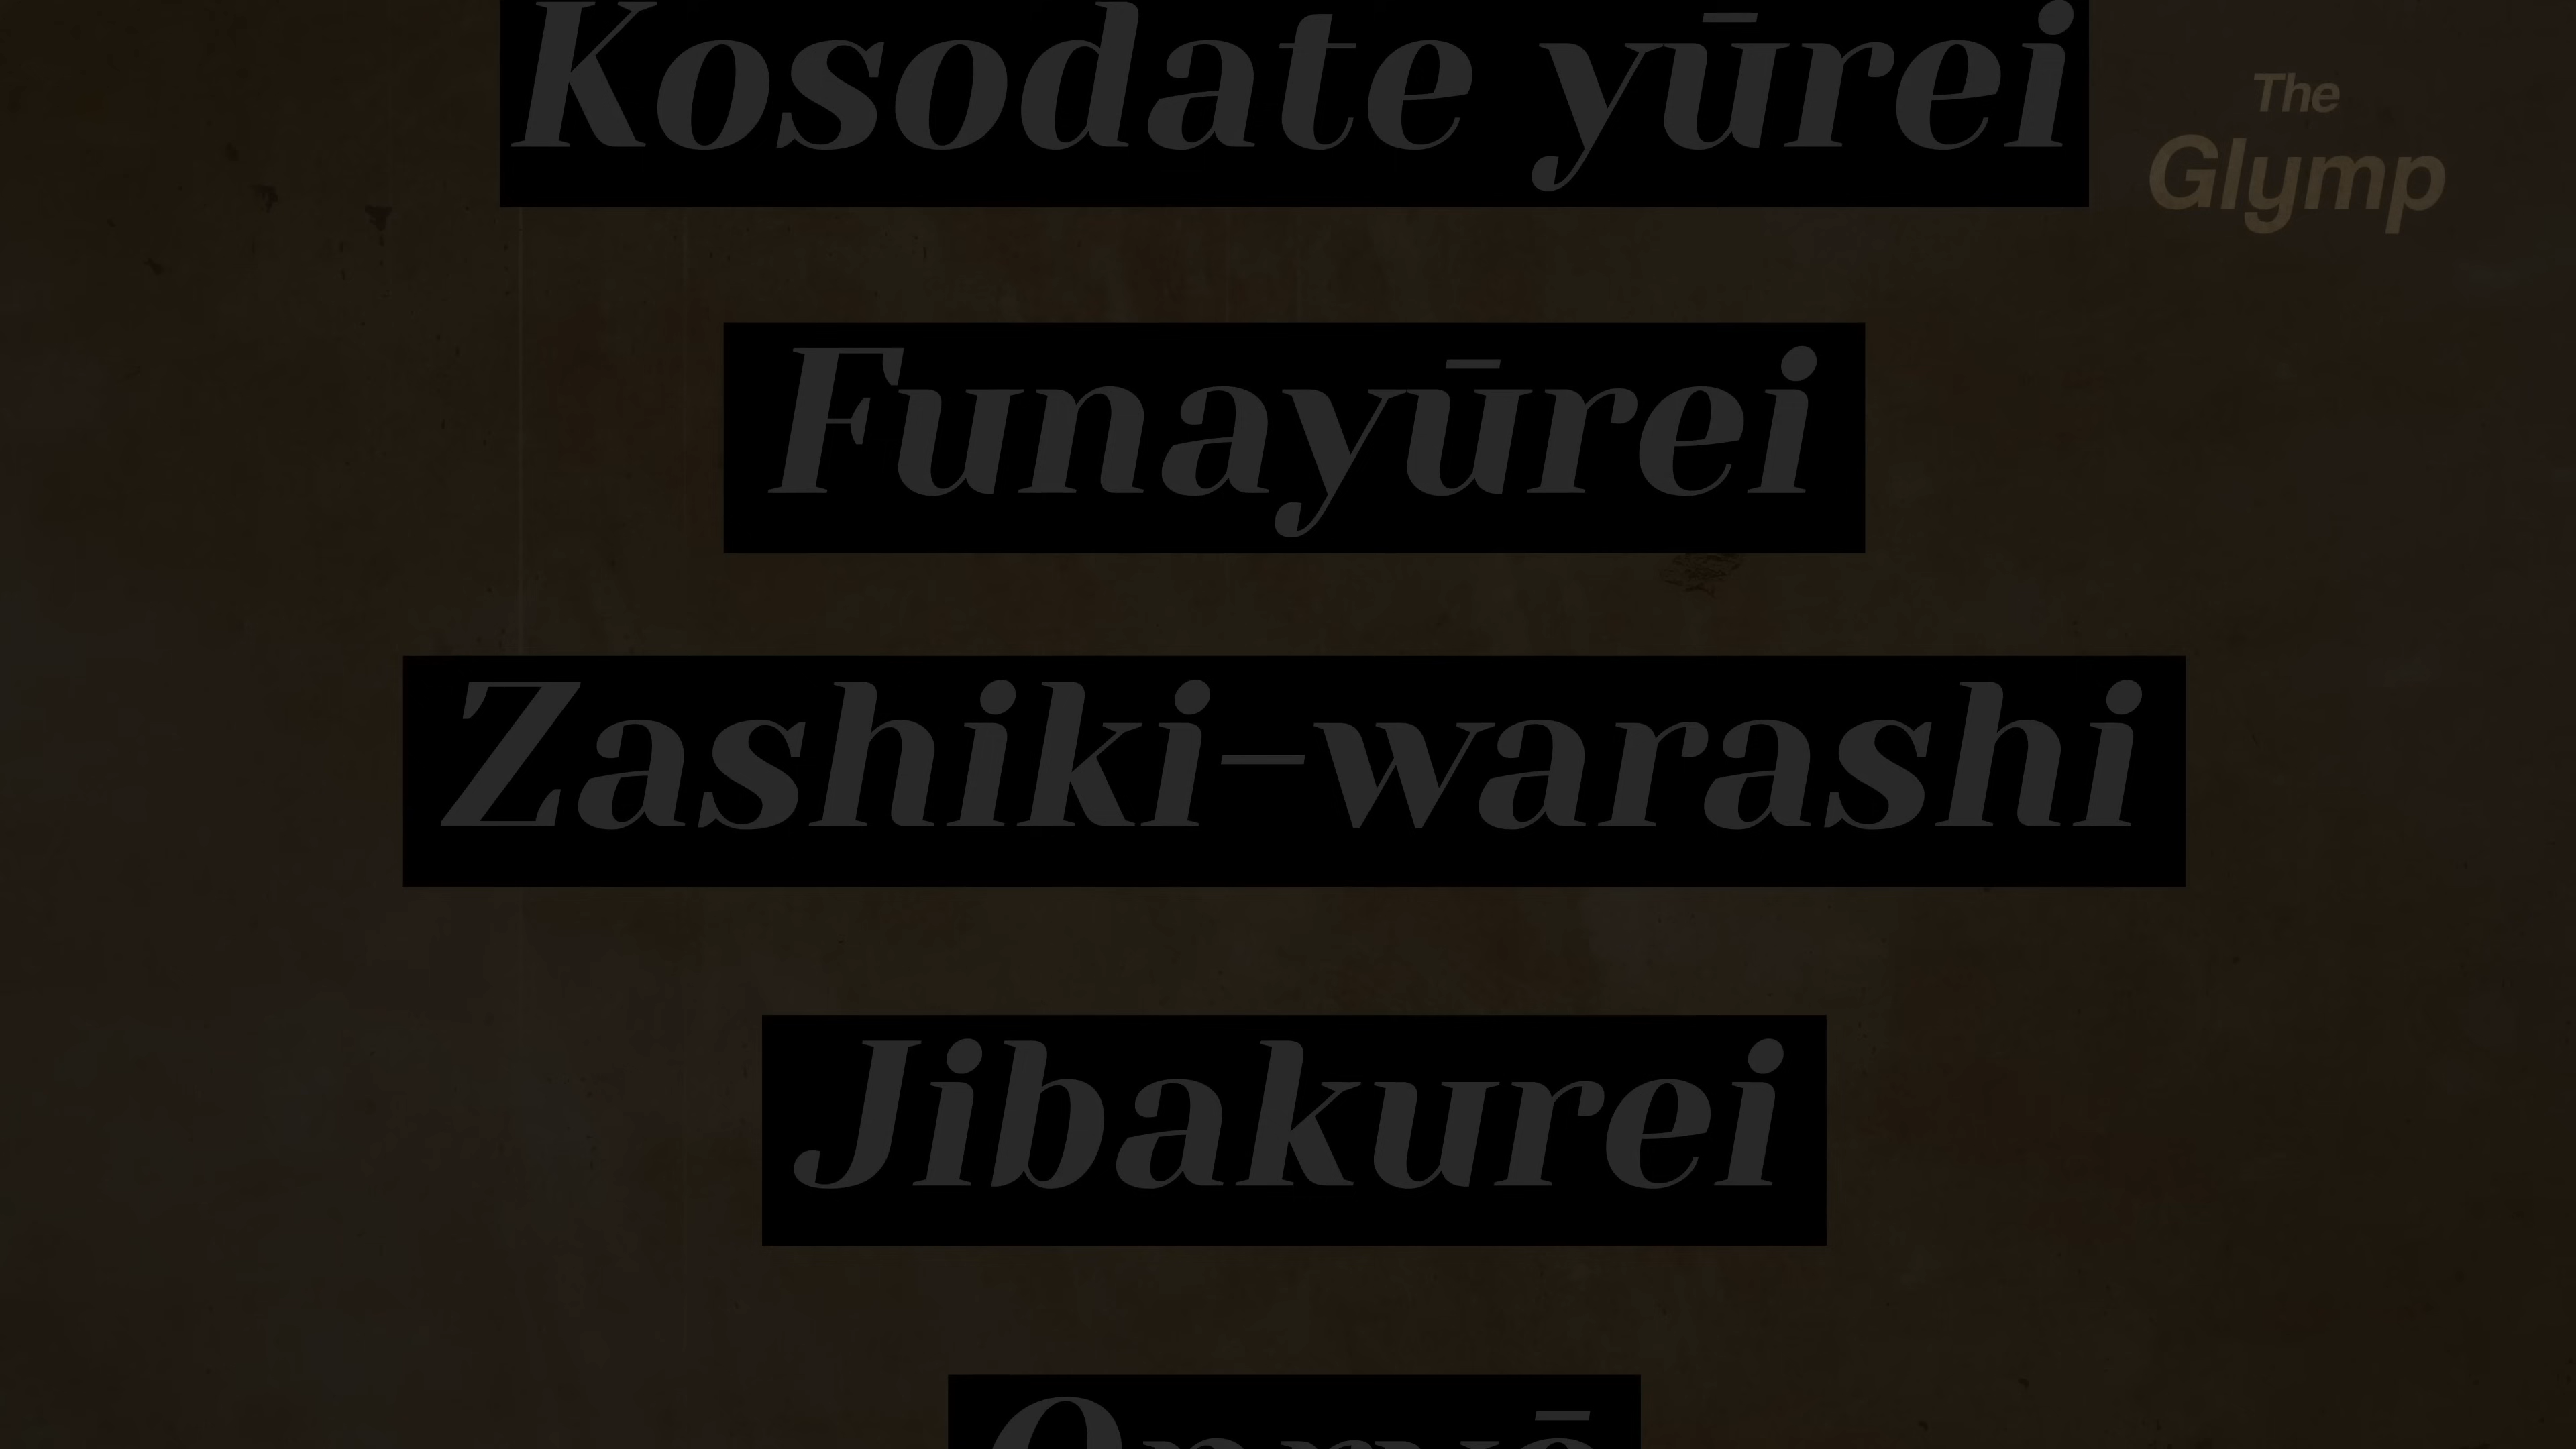 Kosodate yūrei
The
Glymp
Funayūrei
Zashiki-warashi
Jibakurei